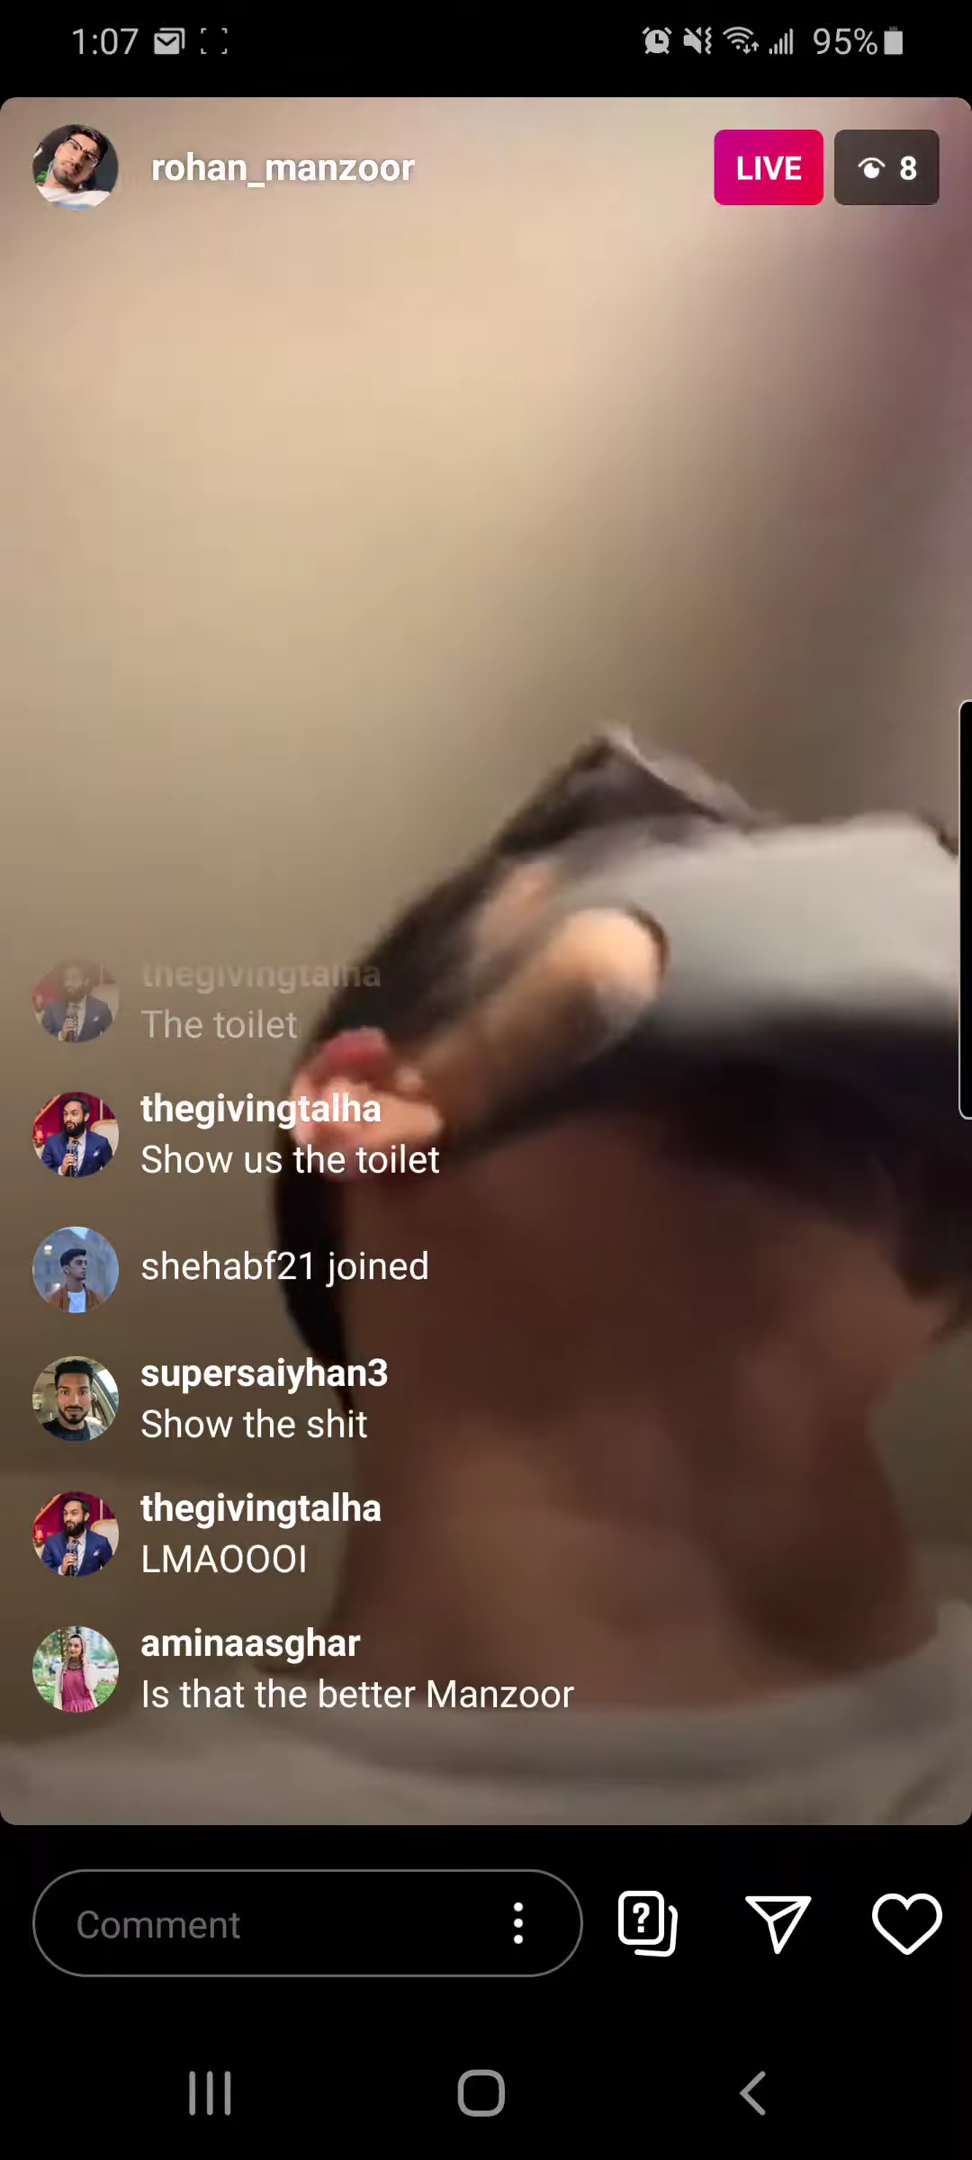 1:07
95%
rohan_manzoor
LIVE
8
thegivingtalha
The toilet
thegivingtalha
Show us the toilet
shehabf21 joined
supersaiyhan3
Show the shit
thegivingtalha
LMAOOOI
aminaasghar
Is that the better Manzoor
Comment